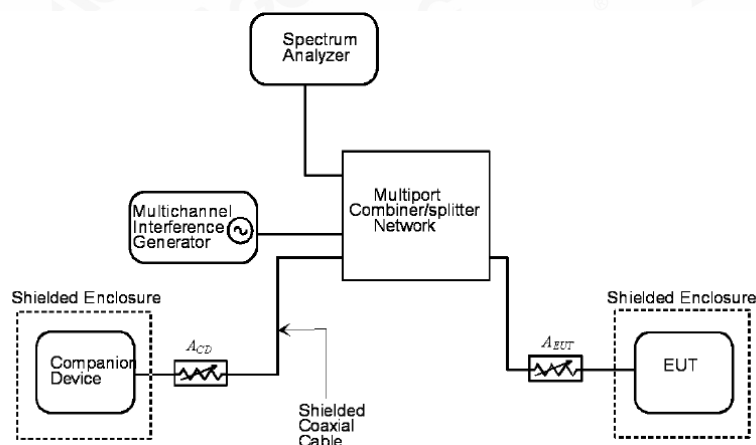 Spectrum
Analyzer
Multiport
Combiner/splitter
Network
Multichannel
Interference
Generator
Shielded Enclosure
Companion
Device
A_CD
Shielded
Coaxial
Cable
A_EUT
Shielded Enclosure
EUT